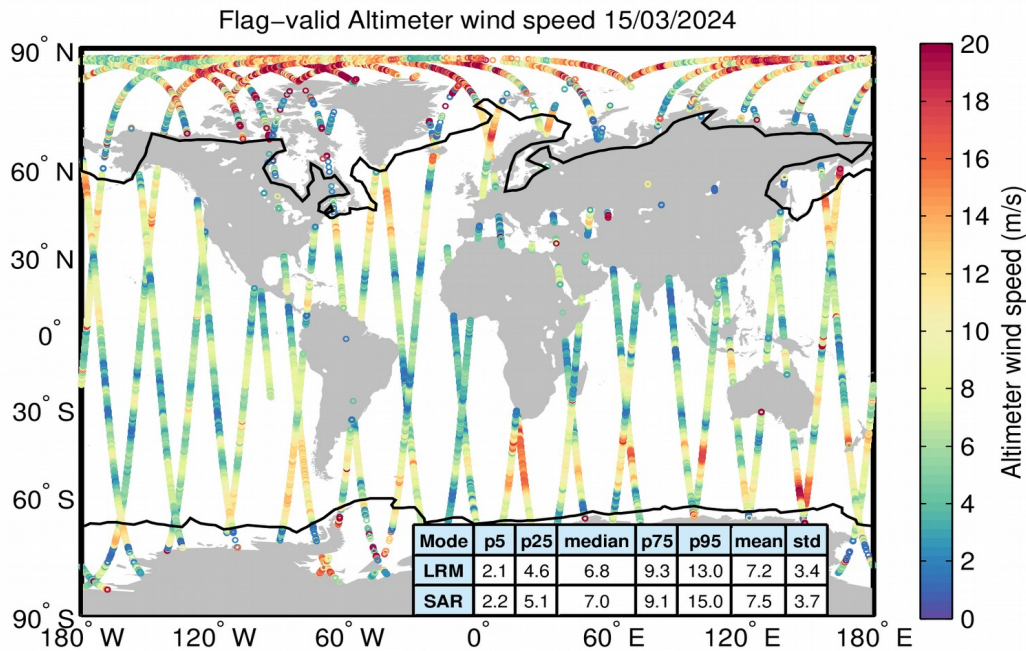 Flag−valid Altimeter wind speed 15/03/2024
90° N
60° N
30° N
0°
30° S
60° S
90° S
180° W
120° W
60° W
0°
60° E
120° E
180° E
Mode p5 p25 median p75 p95 mean std
LRM 2.1 4.6 6.8 9.3 13.0 7.2 3.4
SAR 2.2 5.1 7.0 9.1 15.0 7.5 3.7
20
18
16
14
12
10
8
6
4
2
0
Altimeter wind speed (m/s)